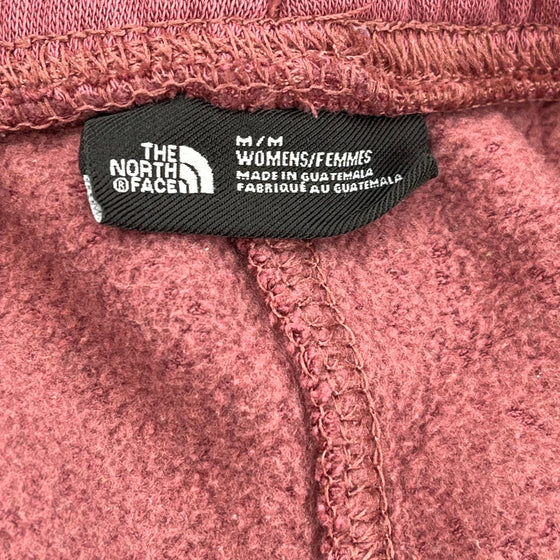 THE
NORTH
®FACE
M/M
WOMENS/FEMMES
MADE IN GUATEMALA
FABRIQUÉ AU GUATEMALA